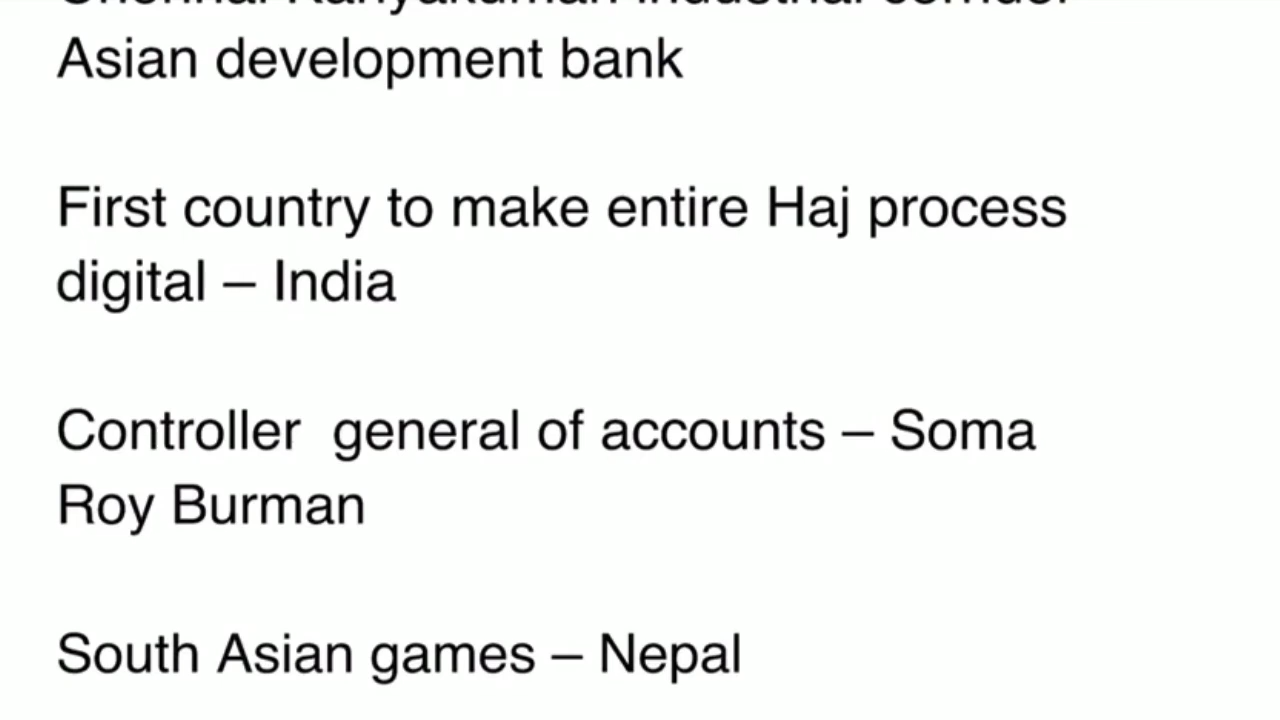 Asian development bank
First country to make entire Haj process
digital – India
Controller  general of accounts – Soma
Roy Burman
South Asian games – Nepal